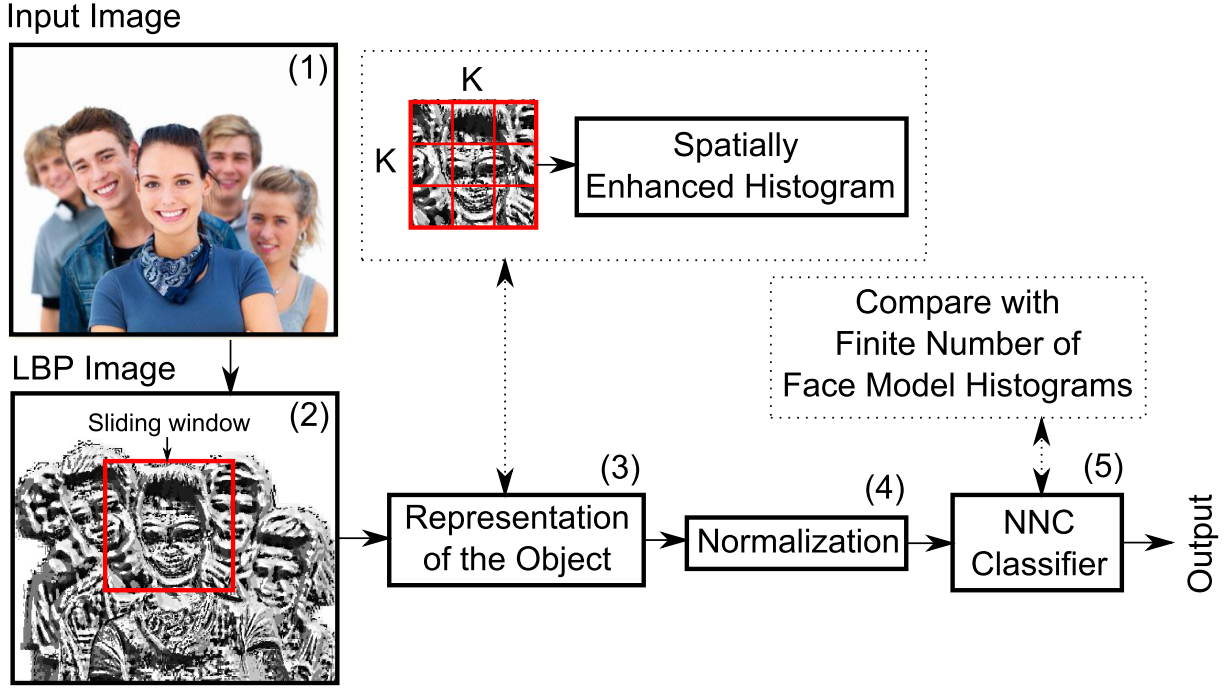 Input Image
(1)
K
K
Spatially
Enhanced Histogram
Compare with
Finite Number of
Face Model Histograms
LBP Image
(2)
Sliding window
(3)
Representation
of the Object
(4)
Normalization
(5)
NNC
Classifier
Output